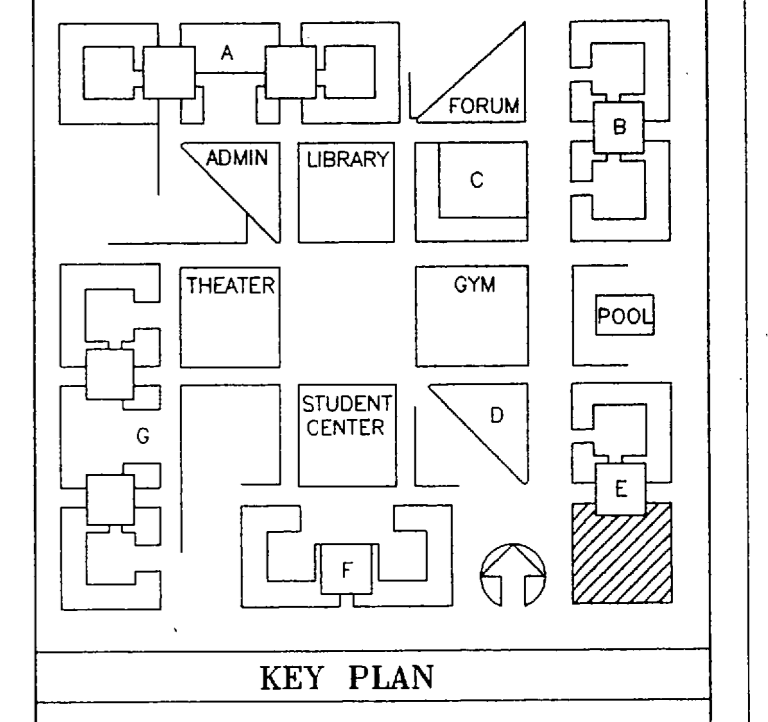 A
FORUM
B
ADMIN
LIBRARY
C
THEATER
GYM
POOL
STUDENT
CENTER
D
G
E
F
KEY PLAN